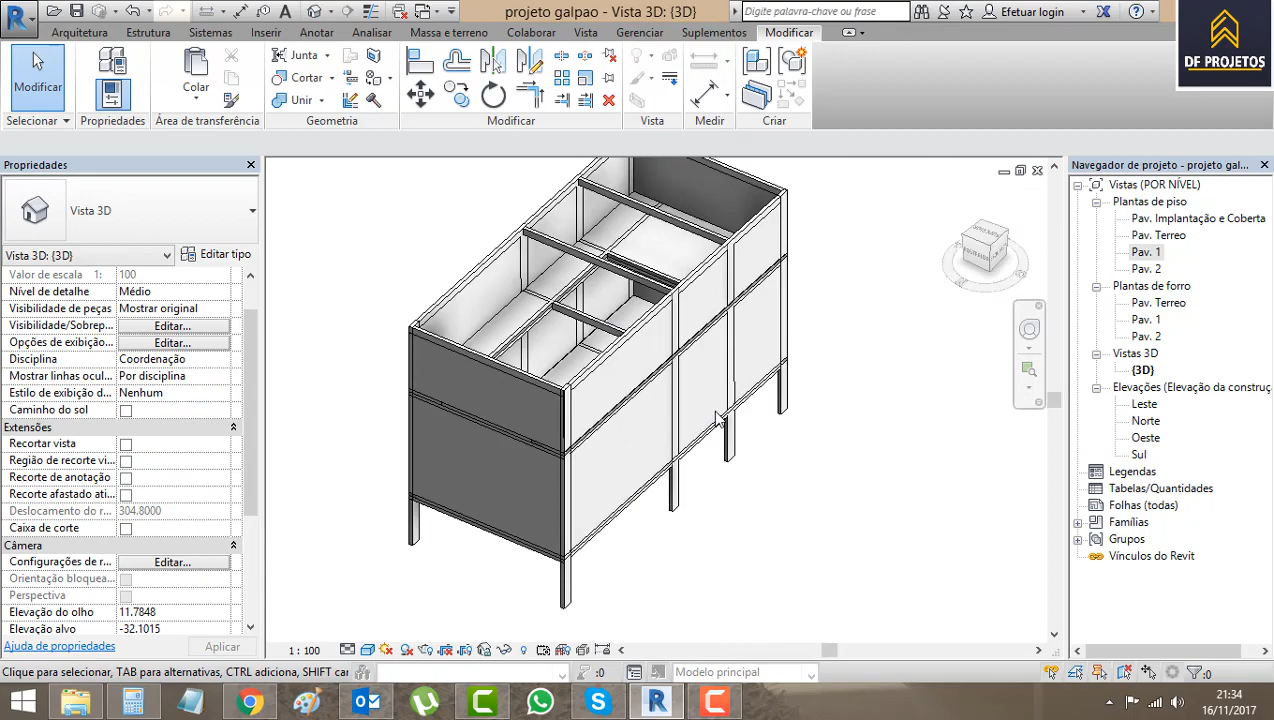 projeto galpao - Vista 3D: {3D}
Digite palavra-chave ou frase
Efetuar login
DF PROJETOS
Arquitetura Estrutura Sistemas Inserir Anotar Analisar Massa e terreno Colaborar Vista Gerenciar Suplementos Modificar
Modificar
Colar
Junta
Cortar
Unir
Selecionar Propriedades Área de transferência Geometria Modificar Vista Medir Criar
Propriedades
Vista 3D
Vista 3D: {3D}
Editar tipo
Valor de escala 1: 100
Nível de detalhe Médio
Visibilidade de peças Mostrar original
Visibilidade/Sobrep... Editar...
Opções de exibição... Editar...
Disciplina Coordenação
Mostrar linhas ocul... Por disciplina
Estilo de exibição d... Nenhum
Caminho do sol
Extensões
Recortar vista
Região de recorte vi...
Recorte de anotação
Recorte afastado ati...
Deslocamento do r... 304.8000
Caixa de corte
Câmera
Configurações de r... Editar...
Orientação bloquea...
Perspectiva
Elevação do olho 11.7848
Elevação alvo -32.1015
Ajuda de propriedades
Aplicar
Navegador de projeto - projeto gal...
Vistas (POR NÍVEL)
Plantas de piso
Pav. Implantação e Coberta
Pav. Terreo
Pav. 1
Pav. 2
Plantas de forro
Pav. Terreo
Pav. 1
Pav. 2
Vistas 3D
{3D}
Elevações (Elevação da construç
Leste
Norte
Oeste
Sul
Legendas
Tabelas/Quantidades
Folhas (todas)
Famílias
Grupos
Vínculos do Revit
1 : 100
Clique para selecionar, TAB para alternativas, CTRL adiciona, SHIFT car
:0
Modelo principal
:0
21:34
16/11/2017